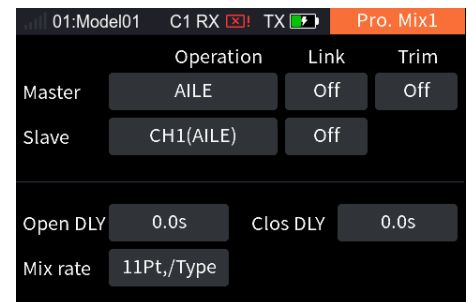 01:Model01 C1 RX ! TX Pro. Mix1
Operation Link Trim
Master AILE Off Off
Slave CH1(AILE) Off
Open DLY 0.0s Clos DLY 0.0s
Mix rate 11Pt,/Type